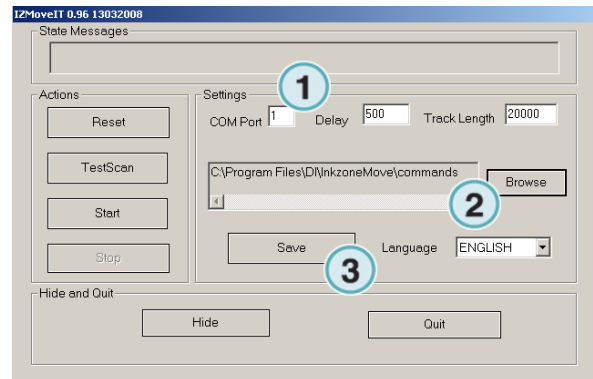 IZMoveIT 0.96 13032008
State Messages
Actions
Reset
TestScan
Start
Stop
Settings
1
COM Port 1 Delay 500 Track Length 20000
C:\Program Files\DI\InkzoneMove\commands
Browse
2
Save
3
Language ENGLISH
Hide and Quit
Hide Quit